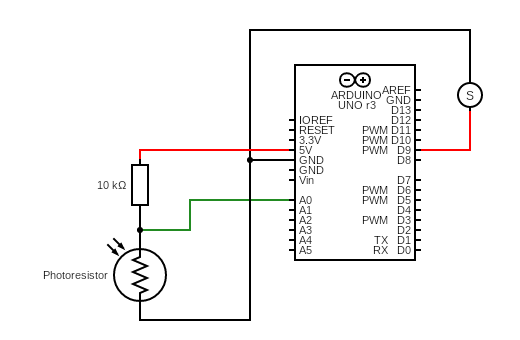 ARDUINO
UNO r3
AREF
GND
D13
IOREF D12
RESET PWM D11
3.3V PWM D10
5V PWM D9
GND D8
GND
Vin D7
PWM D6
A0 PWM D5
A1 D4
A2 PWM D3
A3 D2
A4 TX D1
A5 RX D0
S
10 kΩ
Photoresistor